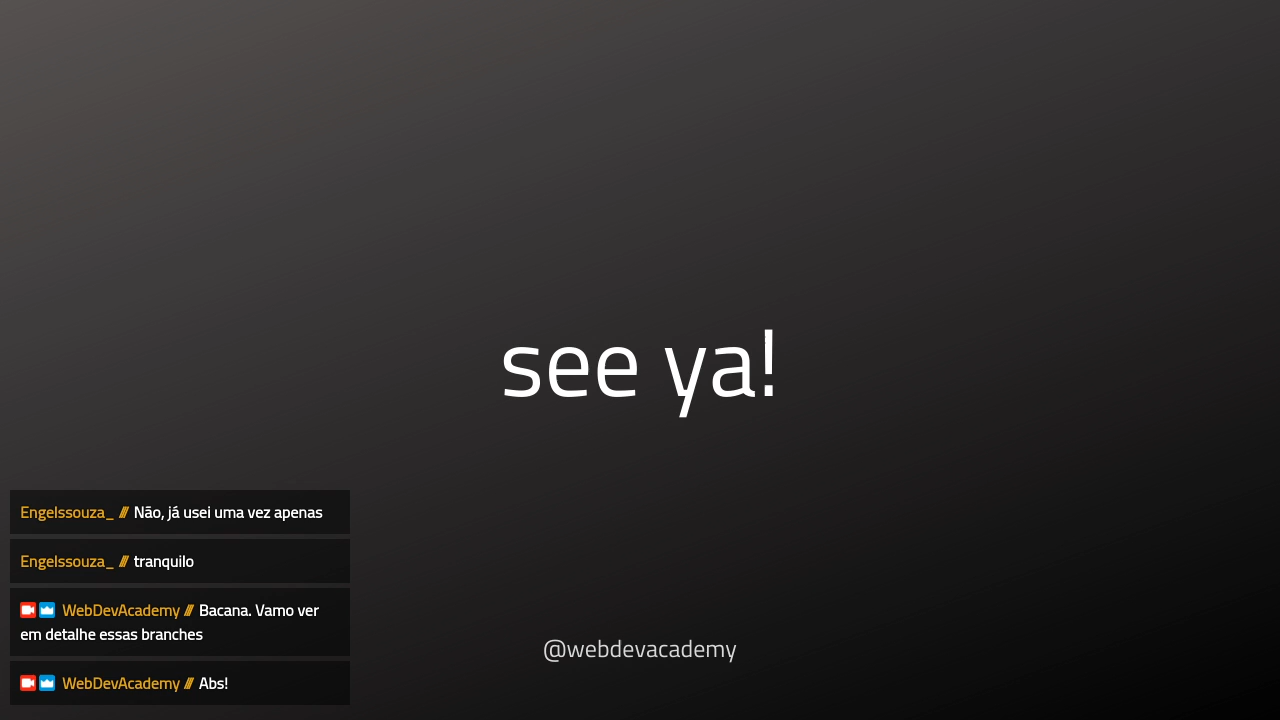 see ya!
Engelssouza_ /// Não, já usei uma vez apenas
Engelssouza_ /// tranquilo
WebDevAcademy /// Bacana. Vamo ver
em detalhe essas branches
WebDevAcademy /// Abs!
@webdevacademy